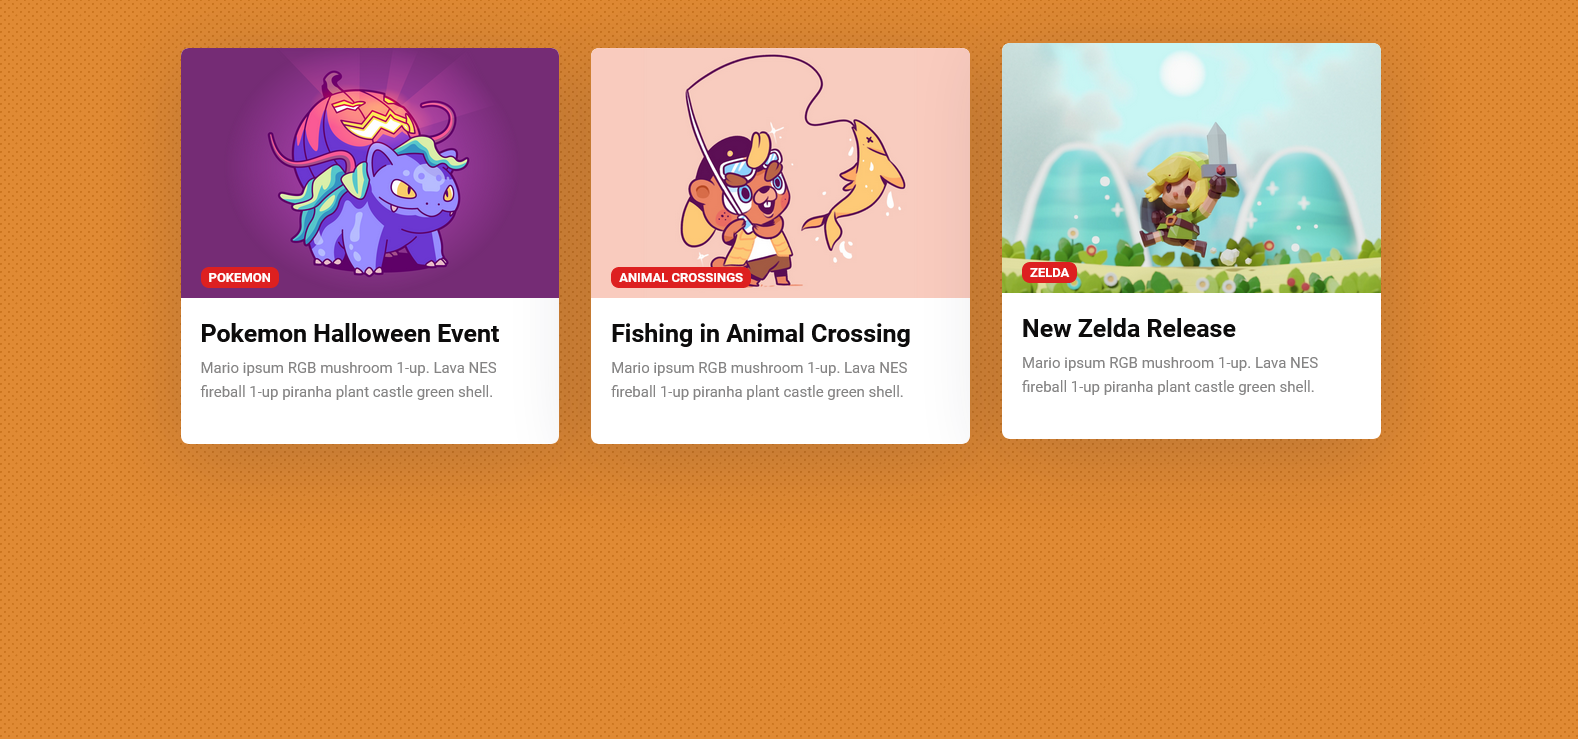 POKEMON
Pokemon Halloween Event
Mario ipsum RGB mushroom 1-up. Lava NES
fireball 1-up piranha plant castle green shell.
ANIMAL CROSSINGS
Fishing in Animal Crossing
Mario ipsum RGB mushroom 1-up. Lava NES
fireball 1-up piranha plant castle green shell.
ZELDA
New Zelda Release
Mario ipsum RGB mushroom 1-up. Lava NES
fireball 1-up piranha plant castle green shell.